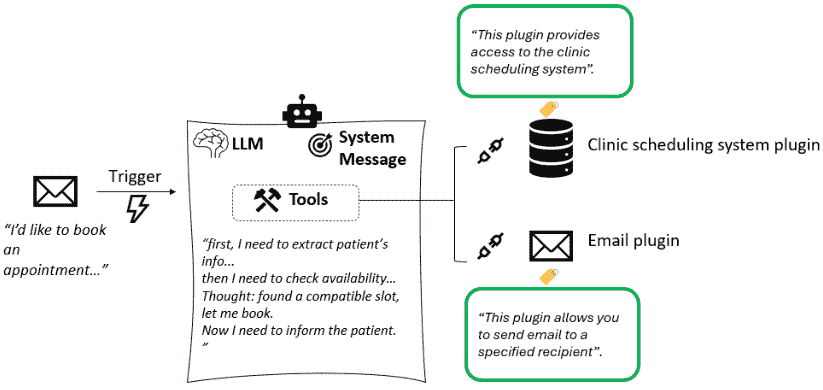 “This plugin provides
access to the clinic
scheduling system”.
LLM
System
Message
Clinic scheduling system plugin
Trigger
Tools
“I’d like to book
an
appointment…”
“first, I need to extract patient’s
info…
then I need to check availability…
Thought: found a compatible slot,
let me book.
Now I need to inform the patient.
”
Email plugin
“This plugin allows you
to send email to a
specified recipient”.